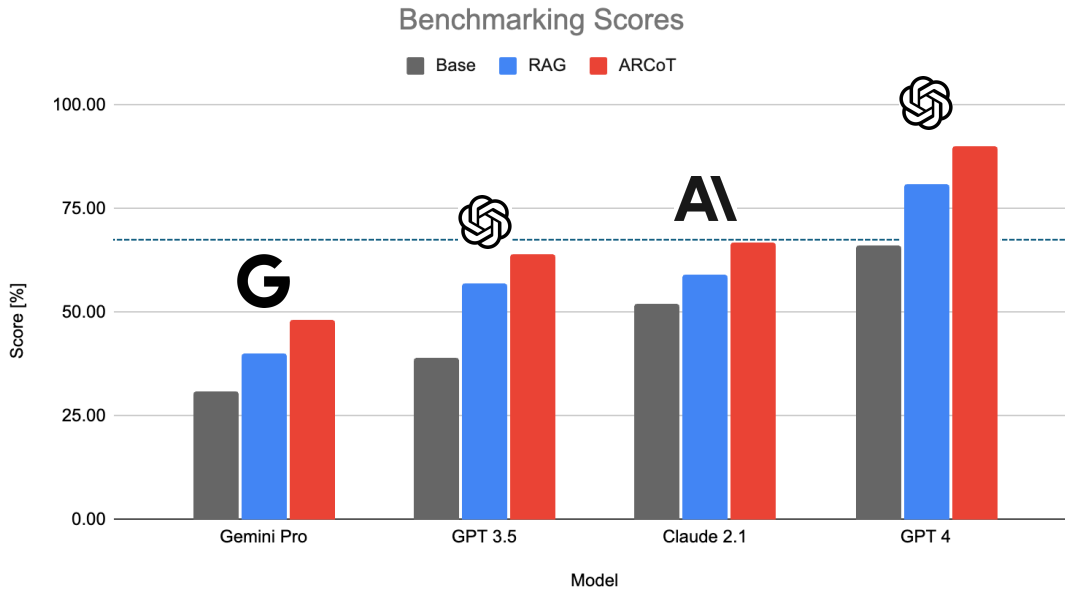 Benchmarking Scores
Base RAG ARCoT
100.00
75.00
50.00
25.00
0.00
Score [%]
Gemini Pro GPT 3.5 Claude 2.1 GPT 4
Model